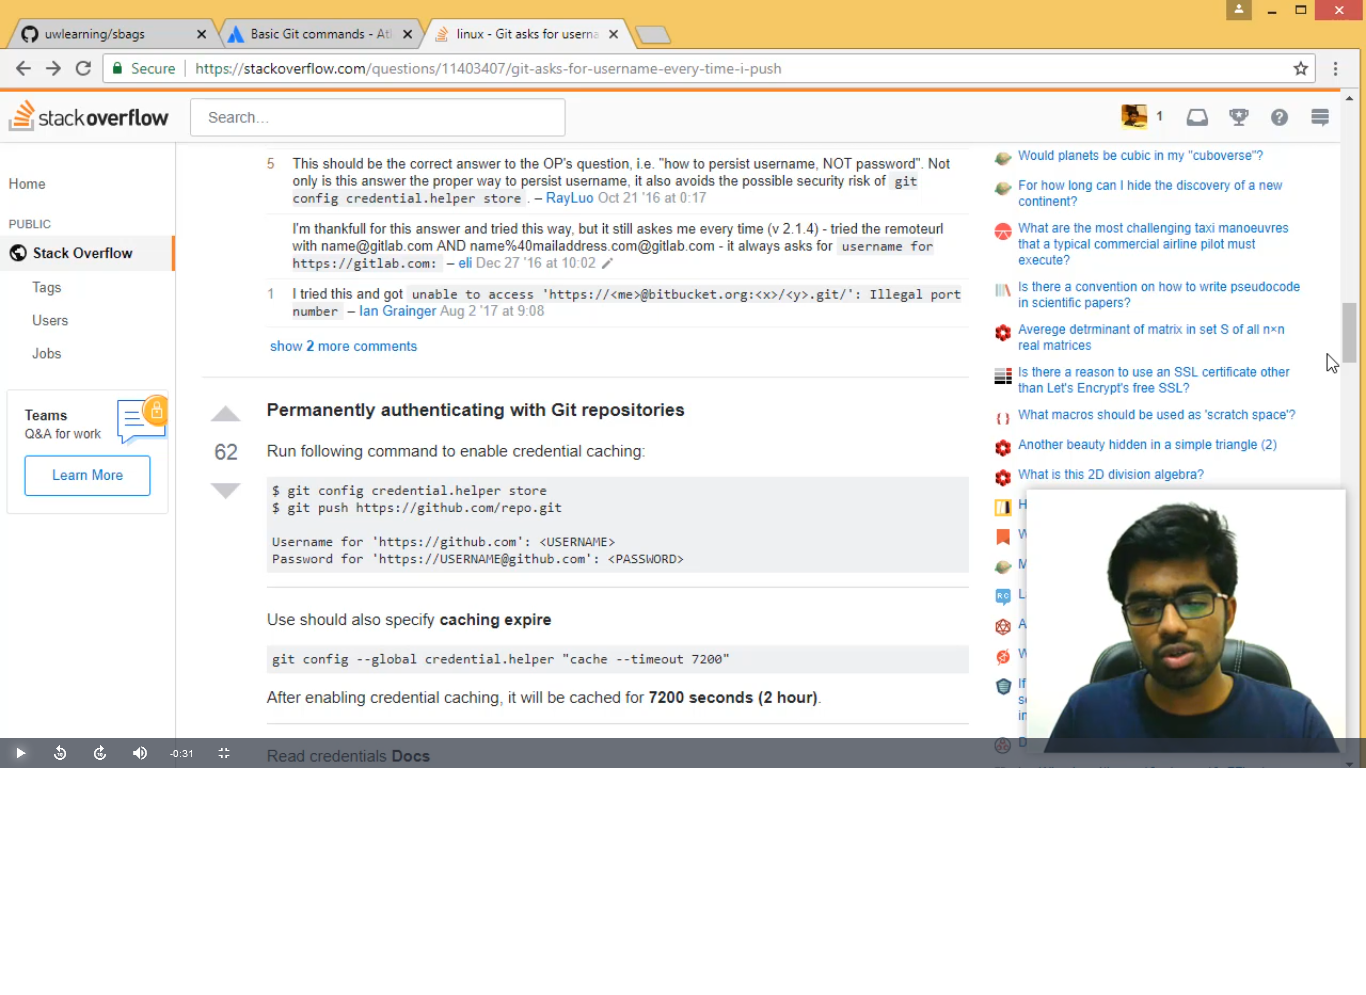 uwlearning/sbags
Basic Git commands - Atl
linux - Git asks for userna
Secure https://stackoverflow.com/questions/11403407/git-asks-for-username-every-time-i-push
stackoverflow
Search...
1
Home
PUBLIC
Stack Overflow
Tags
Users
Jobs
Teams
Q&A for work
Learn More
5 This should be the correct answer to the OP's question, i.e. "how to persist username, NOT password". Not
only is this answer the proper way to persist username, it also avoids the possible security risk of git
config credential.helper store . – RayLuo Oct 21 '16 at 0:17
I'm thankfull for this answer and tried this way, but it still askes me every time (v 2.1.4) - tried the remoteurl
with name@gitlab.com AND name%40mailaddress.com@gitlab.com - it always asks for username for
https://gitlab.com: – eli Dec 27 '16 at 10:02
1 I tried this and got unable to access 'https://<me>@bitbucket.org:<x>/<y>.git/': Illegal port
number – Ian Grainger Aug 2 '17 at 9:08
show 2 more comments
Permanently authenticating with Git repositories
62
Run following command to enable credential caching:
$ git config credential.helper store
$ git push https://github.com/repo.git
Username for 'https://github.com': <USERNAME>
Password for 'https://USERNAME@github.com': <PASSWORD>
Use should also specify caching expire
git config --global credential.helper "cache --timeout 7200"
After enabling credential caching, it will be cached for 7200 seconds (2 hour).
Read credentials Docs
Would planets be cubic in my "cuboverse"?
For how long can I hide the discovery of a new
continent?
What are the most challenging taxi manoeuvres
that a typical commercial airline pilot must
execute?
Is there a convention on how to write pseudocode
in scientific papers?
Averege detrminant of matrix in set S of all n×n
real matrices
Is there a reason to use an SSL certificate other
than Let's Encrypt's free SSL?
What macros should be used as 'scratch space'?
Another beauty hidden in a simple triangle (2)
What is this 2D division algebra?
If
-0:31